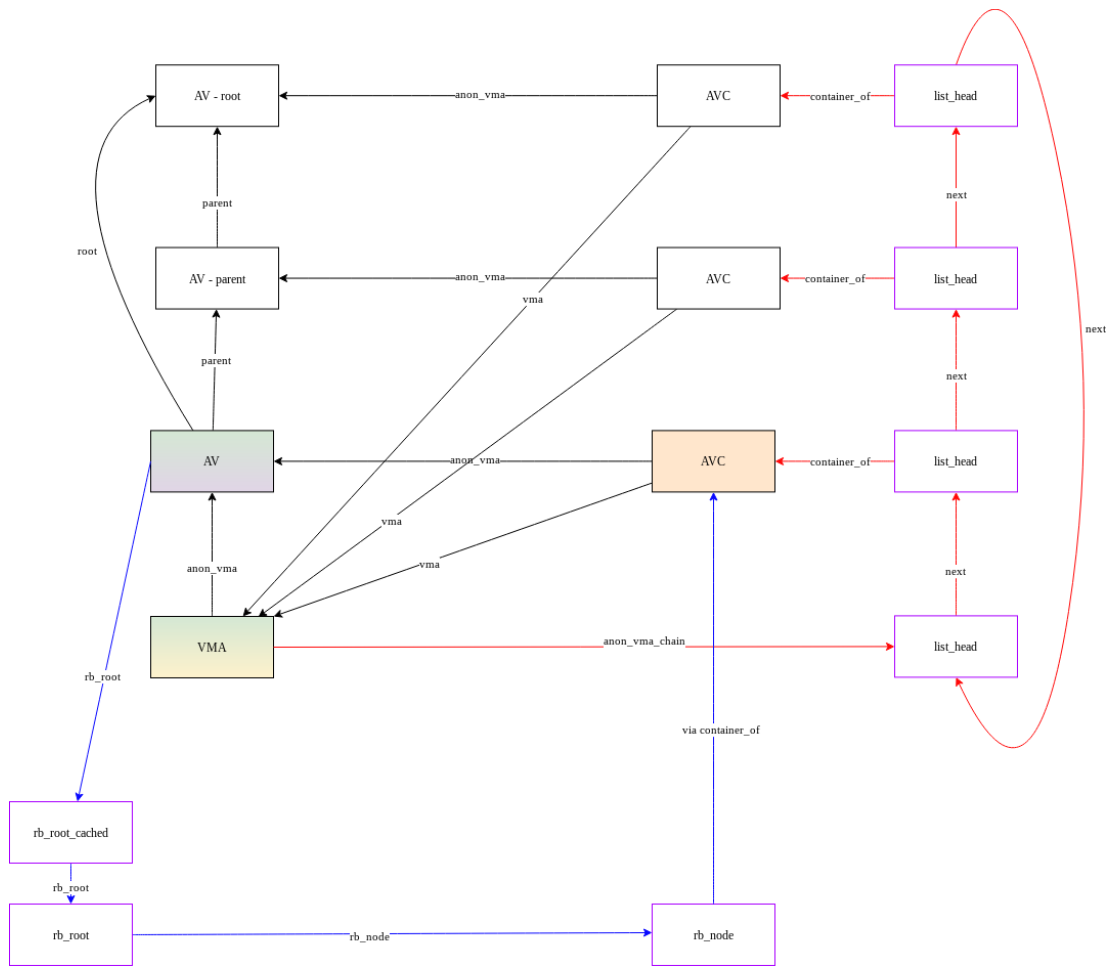 AV - root
anon_vma
AVC
container_of
list_head
parent
next
root
AV - parent
anon_vma
AVC
container_of
list_head
vma
next
parent
next
AV
anon_vma
AVC
container_of
list_head
vma
anon_vma
vma
next
VMA
anon_vma_chain
list_head
rb_root
via container_of
rb_root_cached
rb_root
rb_root
rb_node
rb_node